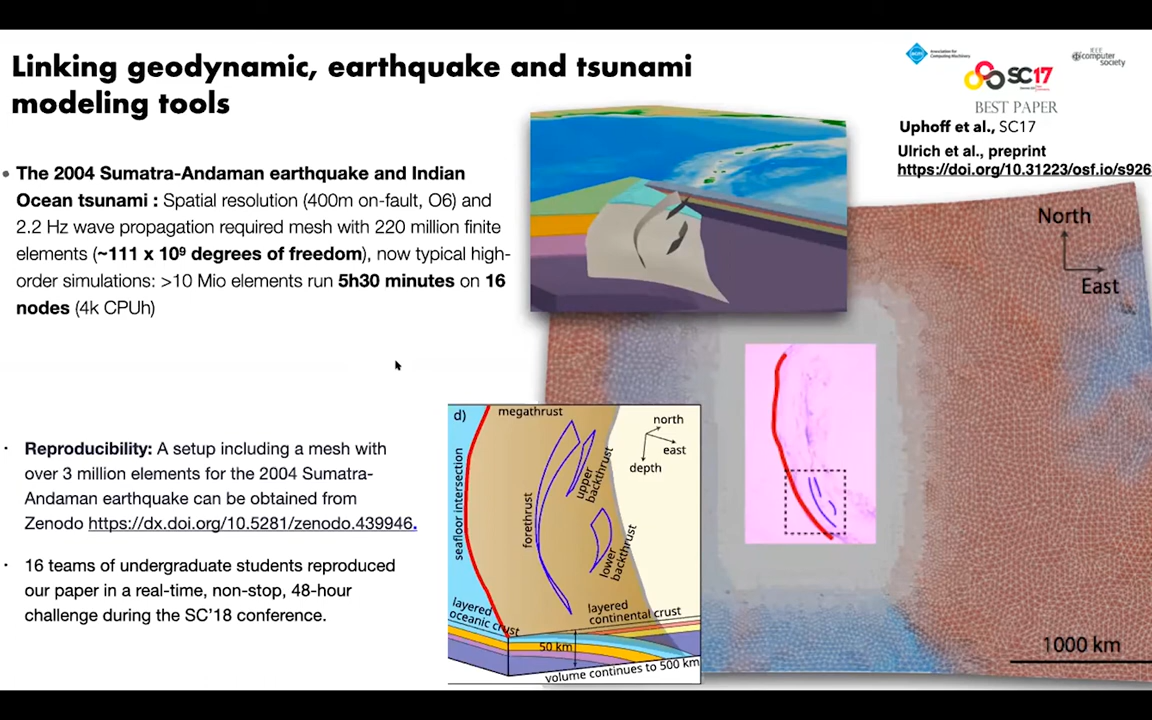 Linking geodynamic, earthquake and tsunami
modeling tools
Association for
Computing Machinery
IEEE
computer
society
SC17
BEST PAPER
Uphoff et al., SC17
Ulrich et al., preprint
https://doi.org/10.31223/osf.io/s926
• The 2004 Sumatra-Andaman earthquake and Indian
Ocean tsunami : Spatial resolution (400m on-fault, O6) and
2.2 Hz wave propagation required mesh with 220 million finite
elements (~111 x 10⁹ degrees of freedom), now typical high-
order simulations: >10 Mio elements run 5h30 minutes on 16
nodes (4k CPUh)
· Reproducibility: A setup including a mesh with
over 3 million elements for the 2004 Sumatra-
Andaman earthquake can be obtained from
Zenodo https://dx.doi.org/10.5281/zenodo.439946.
· 16 teams of undergraduate students reproduced
our paper in a real-time, non-stop, 48-hour
challenge during the SC'18 conference.
d)
megathrust
north
east
depth
seafloor intersection
forethrust
upper
backthrust
lower
backthrust
layered
oceanic crust
layered
continental crust
50 km
volume continues to 500 km
North
East
1000 km